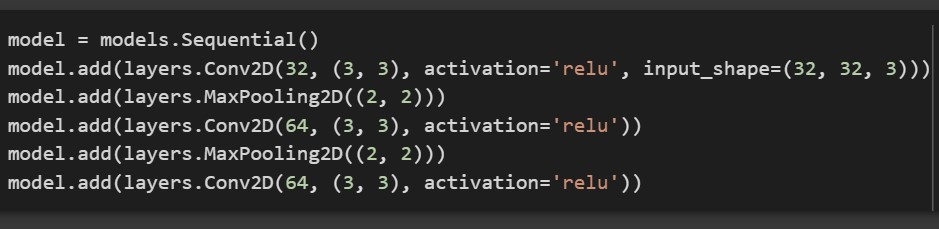 model = models.Sequential()
model.add(layers.Conv2D(32, (3, 3), activation='relu', input_shape=(32, 32, 3)))
model.add(layers.MaxPooling2D((2, 2)))
model.add(layers.Conv2D(64, (3, 3), activation='relu'))
model.add(layers.MaxPooling2D((2, 2)))
model.add(layers.Conv2D(64, (3, 3), activation='relu'))